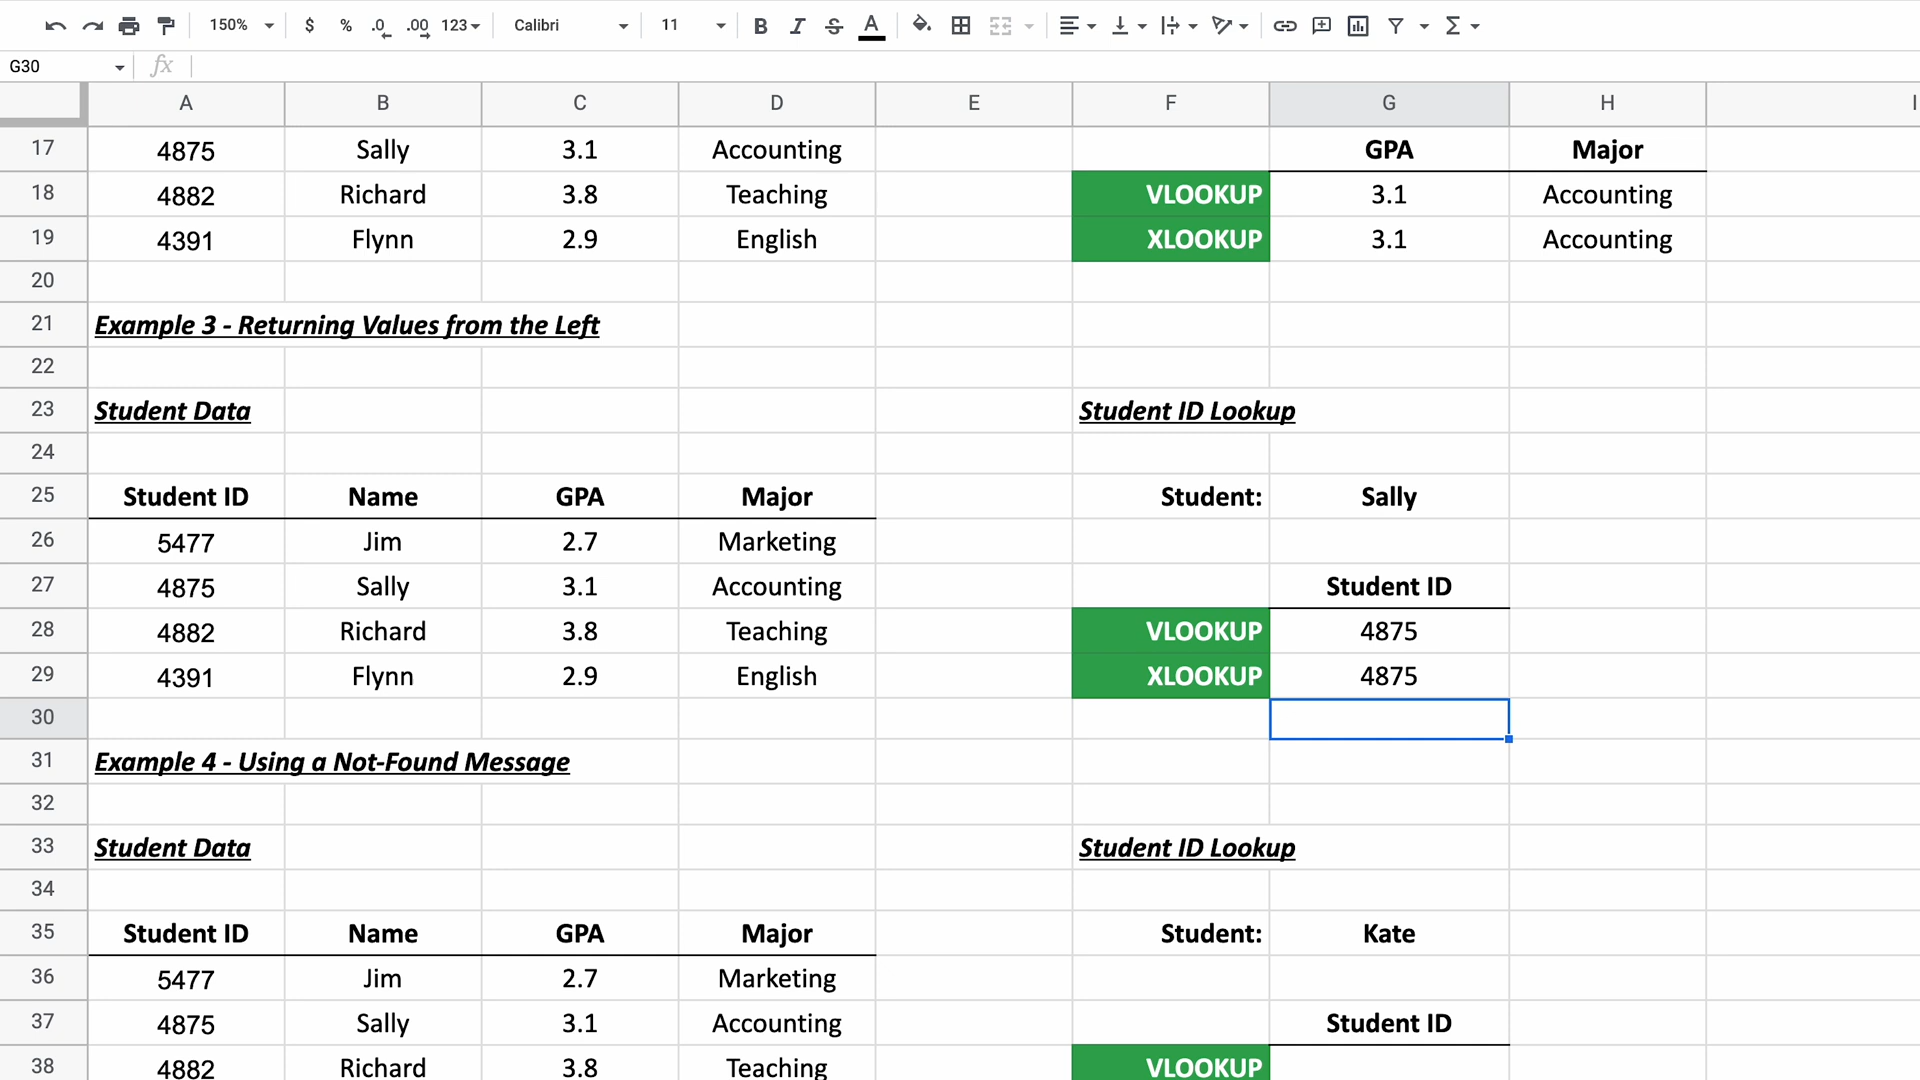 150% $ % .0 .00 123 Calibri 11 B I S A Σ
G30 fx
A B C D E F G H I
17 4875 Sally 3.1 Accounting GPA Major
18 4882 Richard 3.8 Teaching VLOOKUP 3.1 Accounting
19 4391 Flynn 2.9 English XLOOKUP 3.1 Accounting
20
21 Example 3 - Returning Values from the Left
22
23 Student Data Student ID Lookup
24
25 Student ID Name GPA Major Student: Sally
26 5477 Jim 2.7 Marketing
27 4875 Sally 3.1 Accounting Student ID
28 4882 Richard 3.8 Teaching VLOOKUP 4875
29 4391 Flynn 2.9 English XLOOKUP 4875
30
31 Example 4 - Using a Not-Found Message
32
33 Student Data Student ID Lookup
34
35 Student ID Name GPA Major Student: Kate
36 5477 Jim 2.7 Marketing
37 4875 Sally 3.1 Accounting Student ID
38 4882 Richard 3.8 Teaching VLOOKUP